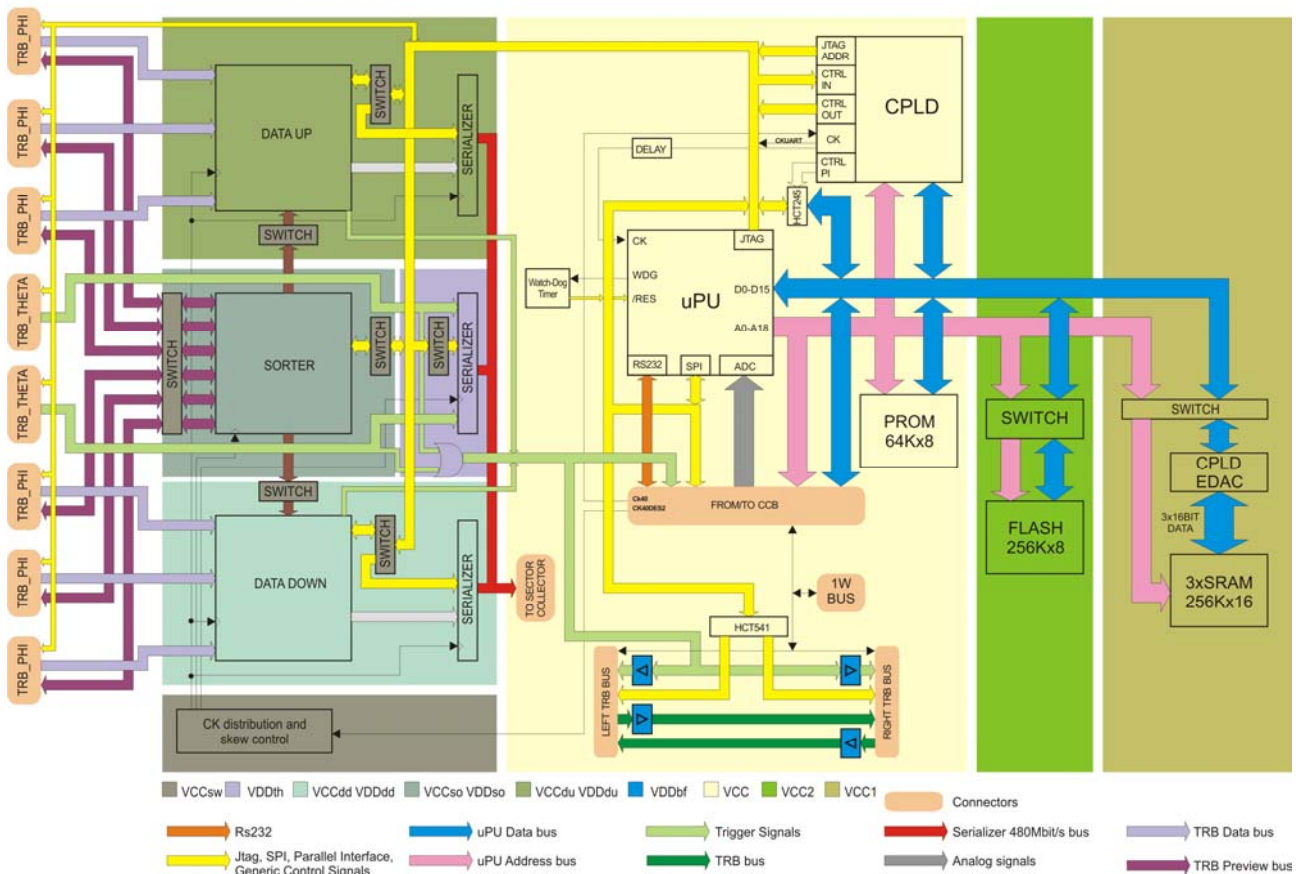 TRB_PHI
TRB_PHI
TRB_PHI
TRB_THETA
TRB_THETA
TRB_PHI
TRB_PHI
TRB_PHI
DATA UP
SWITCH
SERIALIZER
SWITCH
SWITCH
SORTER
SWITCH
SWITCH
SERIALIZER
SWITCH
DATA DOWN
SWITCH
SERIALIZER
TO SECTOR
COLLECTOR
CK distribution and
skew control
JTAG
ADDR
CTRL
IN
CTRL
OUT
CK
CTRL
PI
CPLD
CKUART
DELAY
HCT245
CK
JTAG
WDG
/RES
uPU
D0-D15
A0-A18
RS232
SPI
ADC
Watch-Dog
Timer
PROM
64Kx8
Ck40
CK40DES2
FROM/TO CCB
1W
BUS
HCT541
LEFT TRB BUS
RIGHT TRB BUS
SWITCH
FLASH
256Kx8
SWITCH
CPLD
EDAC
3x16BIT
DATA
3xSRAM
256Kx16
VCCsw
VDDth
VCCdd VDDdd
VCCso VDDso
VCCdu VDDdu
VDDbf
VCC
VCC2
VCC1
Connectors
Rs232
uPU Data bus
Trigger Signals
Serializer 480Mbit/s bus
TRB Data bus
Jtag, SPI, Parallel Interface,
Generic Control Signals
uPU Address bus
TRB bus
Analog signals
TRB Preview bus